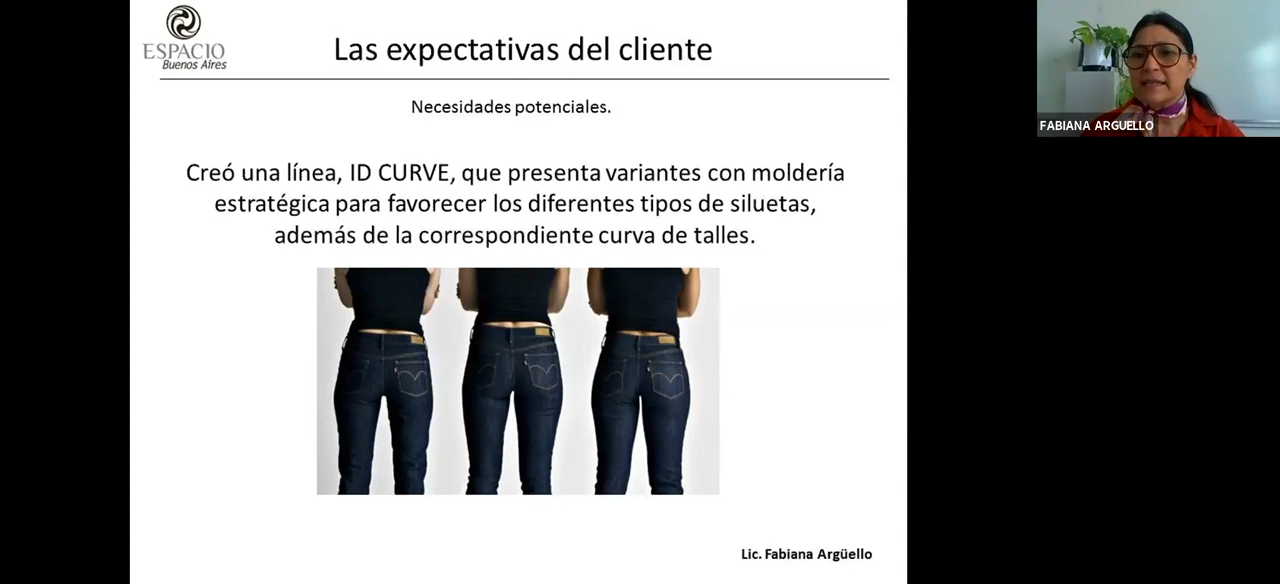 ESPACIO
Buenos Aires
Las expectativas del cliente
Necesidades potenciales.
Creó una línea, ID CURVE, que presenta variantes con moldería
estratégica para favorecer los diferentes tipos de siluetas,
además de la correspondiente curva de talles.
Lic. Fabiana Argüello
FABIANA ARGUELLO